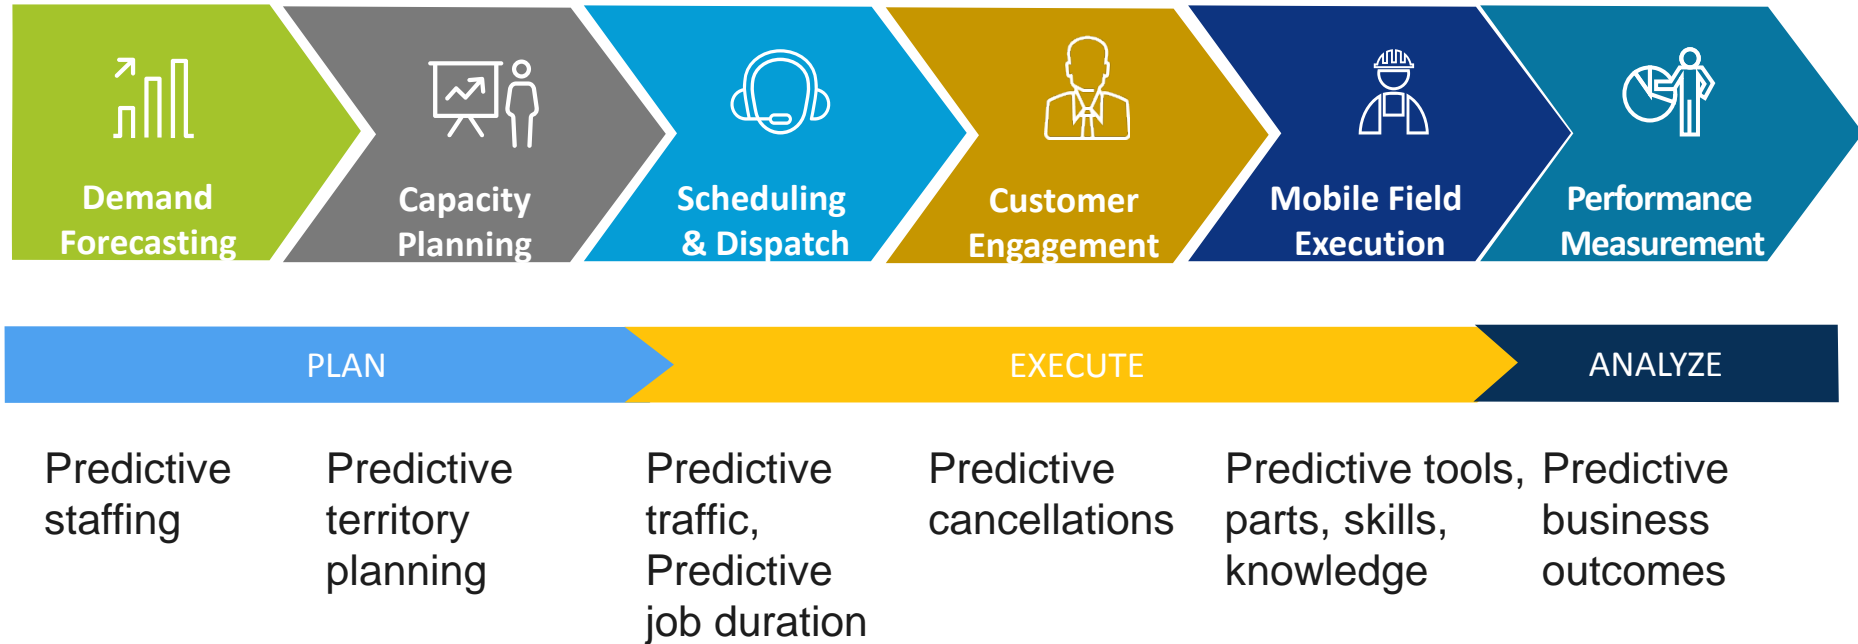 Demand
Forecasting
Capacity
Planning
Scheduling
& Dispatch
Customer
Engagement
Mobile Field
Execution
Performance
Measurement
PLAN
EXECUTE
ANALYZE
Predictive
staffing
Predictive
territory
planning
Predictive
traffic,
Predictive
job duration
Predictive
cancellations
Predictive tools,
parts, skills,
knowledge
Predictive
business
outcomes